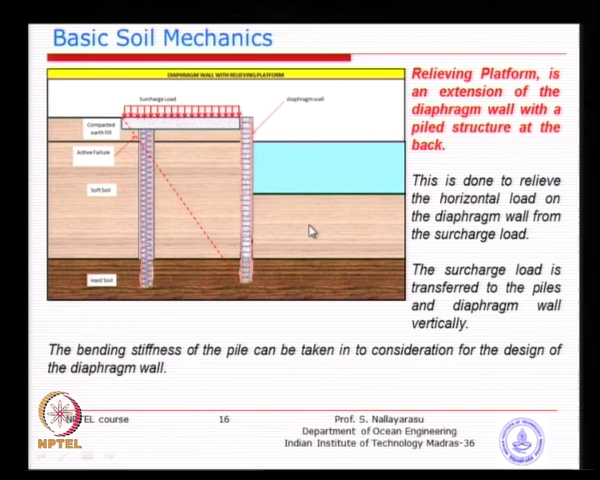 Basic Soil Mechanics
DIAPHRAGM WALL WITH RELIEVING PLATFORM
Surcharge Load
diaphragm wall
Compacted
earth fill
Active Failure
Soft Soil
Hard Soil
Relieving Platform, is
an extension of the
diaphragm wall with a
piled structure at the
back.
This is done to relieve
the horizontal load on
the diaphragm wall from
the surcharge load.
The surcharge load is
transferred to the piles
and diaphragm wall
vertically.
The bending stiffness of the pile can be taken in to consideration for the design of
the diaphragm wall.
NPTEL course
16
Prof. S. Nallayarasu
Department of Ocean Engineering
Indian Institute of Technology Madras-36
NPTEL